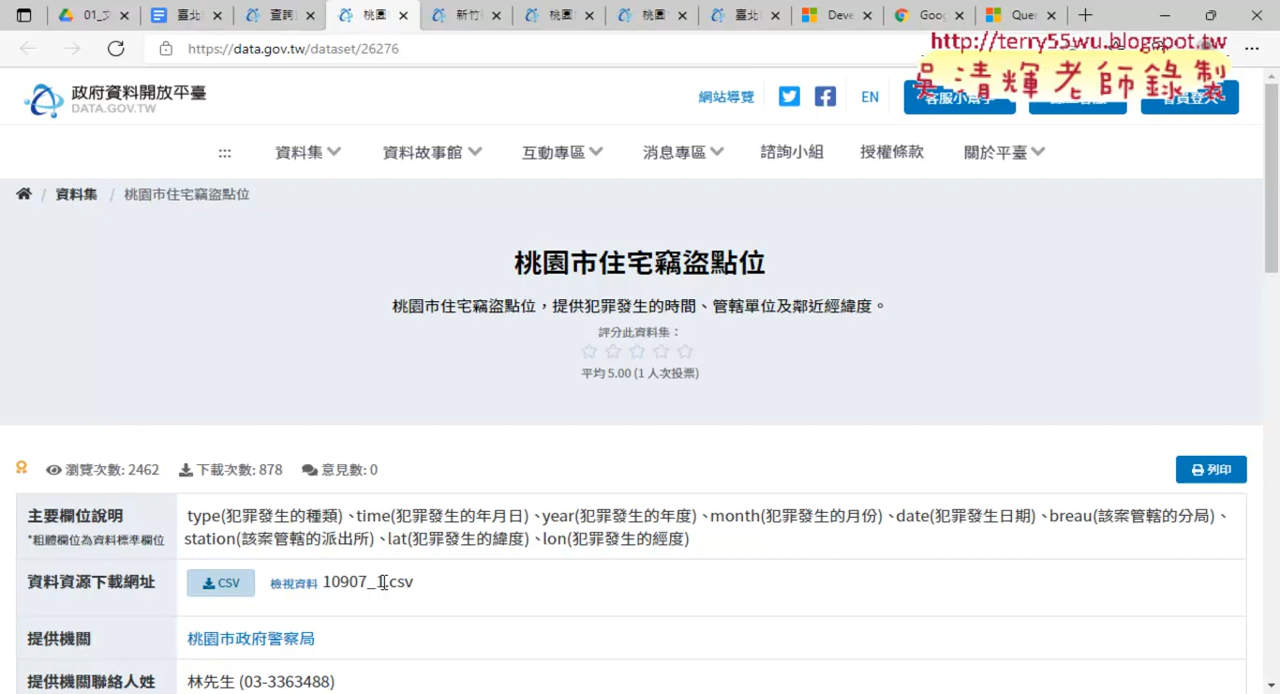 01_文
臺北
查詢
桃園
新竹
桃園
桃園
臺北
Deve
Goog
Quer
https://data.gov.tw/dataset/26276
http://terry55wu.blogspot.tw
吳清輝老師錄製
政府資料開放平臺
DATA.GOV.TW
網站導覽
EN
資料集
資料故事館
互動專區
消息專區
諮詢小組
授權條款
關於平臺
/ 資料集 / 桃園市住宅竊盜點位
桃園市住宅竊盜點位
桃園市住宅竊盜點位,提供犯罪發生的時間、管轄單位及鄰近經緯度。
評分此資料集:
平均 5.00 (1 人次投票)
瀏覽次數: 2462 下載次數: 878 意見數: 0
列印
主要欄位說明
*粗體欄位為資料標準欄位
type(犯罪發生的種類)、time(犯罪發生的年月日)、year(犯罪發生的年度)、month(犯罪發生的月份)、date(犯罪發生日期)、breau(該案管轄的分局)、
station(該案管轄的派出所)、lat(犯罪發生的緯度)、lon(犯罪發生的經度)
資料資源下載網址
CSV 檢視資料 10907_1.csv
提供機關
桃園市政府警察局
提供機關聯絡人姓
林先生 (03-3363488)